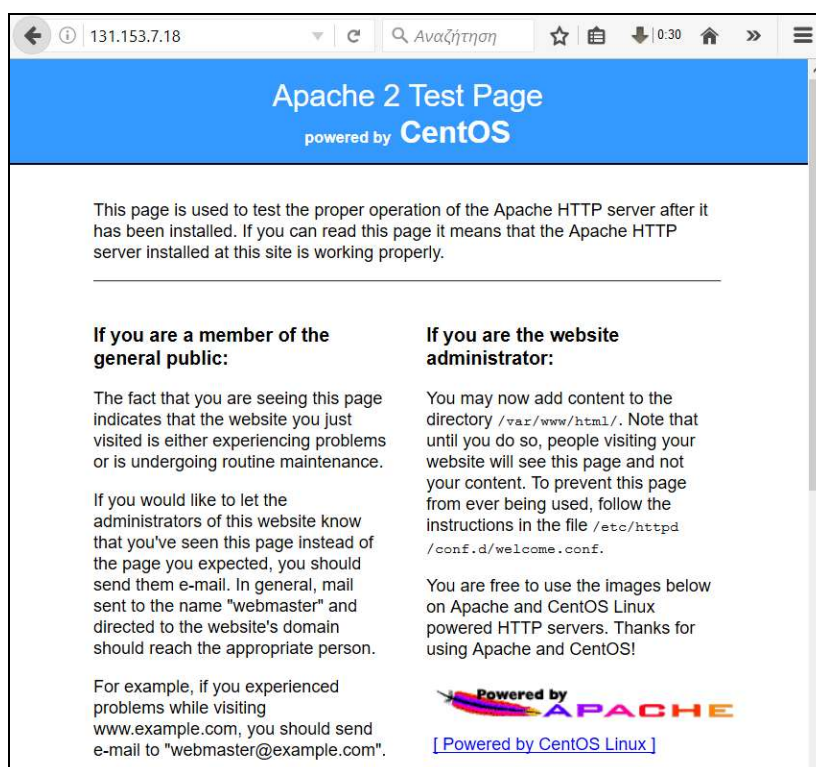 131.153.7.18
Αναζήτηση
0:30
Apache 2 Test Page
powered by CentOS
This page is used to test the proper operation of the Apache HTTP server after it
has been installed. If you can read this page it means that the Apache HTTP
server installed at this site is working properly.
If you are a member of the
general public:
The fact that you are seeing this page
indicates that the website you just
visited is either experiencing problems
or is undergoing routine maintenance.
If you would like to let the
administrators of this website know
that you've seen this page instead of
the page you expected, you should
send them e-mail. In general, mail
sent to the name "webmaster" and
directed to the website's domain
should reach the appropriate person.
For example, if you experienced
problems while visiting
www.example.com, you should send
e-mail to "webmaster@example.com".
If you are the website
administrator:
You may now add content to the
directory /var/www/html/. Note that
until you do so, people visiting your
website will see this page and not
your content. To prevent this page
from ever being used, follow the
instructions in the file /etc/httpd
/conf.d/welcome.conf.
You are free to use the images below
on Apache and CentOS Linux
powered HTTP servers. Thanks for
using Apache and CentOS!
Powered by
APACHE
[ Powered by CentOS Linux ]